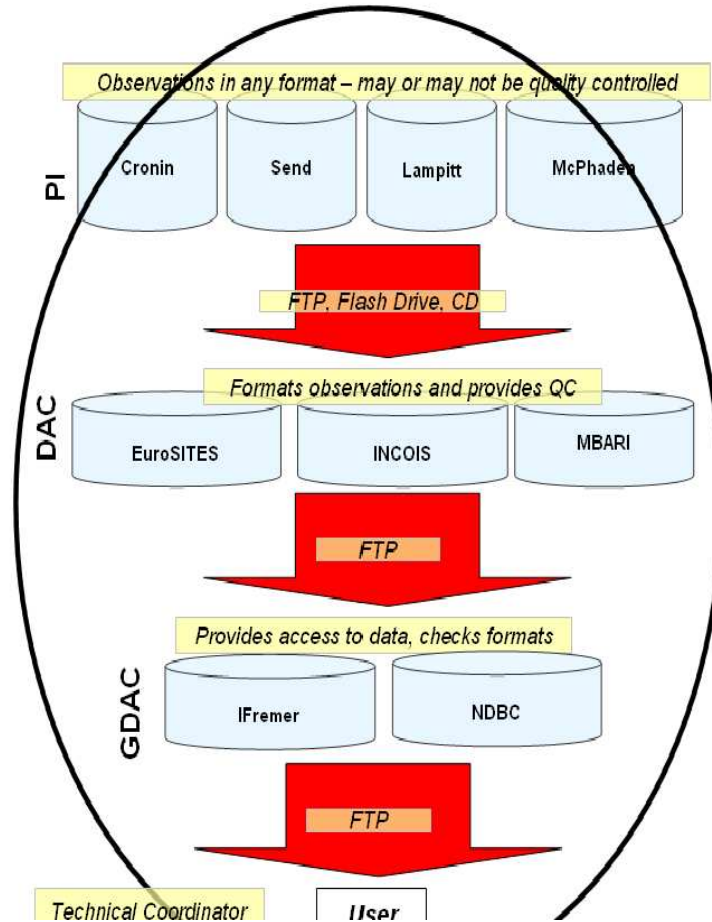 Observations in any format – may or may not be quality controlled
PI
Cronin
Send
Lampitt
McPhaden
FTP, Flash Drive, CD
DAC
Formats observations and provides QC
EuroSITES
INCOIS
MBARI
FTP
Provides access to data, checks formats
GDAC
IFremer
NDBC
FTP
Technical Coordinator
User